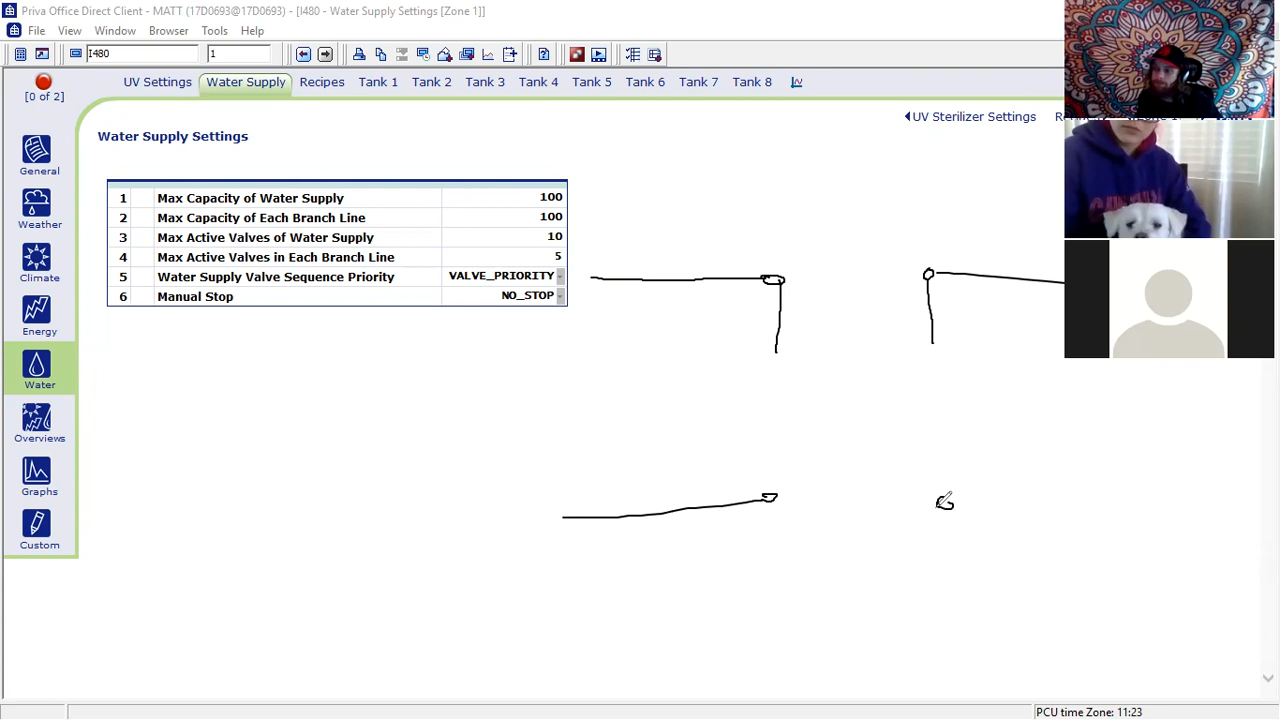 Priva Office Direct Client - MATT (17D0693@17D0693) - [I480 - Water Supply Settings [Zone 1]]
File View Window Browser Tools Help
I480 1
[0 of 2]
UV Settings Water Supply Recipes Tank 1 Tank 2 Tank 3 Tank 4 Tank 5 Tank 6 Tank 7 Tank 8
UV Sterilizer Settings
Water Supply Settings
1 Max Capacity of Water Supply 100
2 Max Capacity of Each Branch Line 100
3 Max Active Valves of Water Supply 10
4 Max Active Valves in Each Branch Line 5
5 Water Supply Valve Sequence Priority VALVE_PRIORITY
6 Manual Stop NO_STOP
General
Weather
Climate
Energy
Water
Overviews
Graphs
Custom
PCU time Zone: 11:23